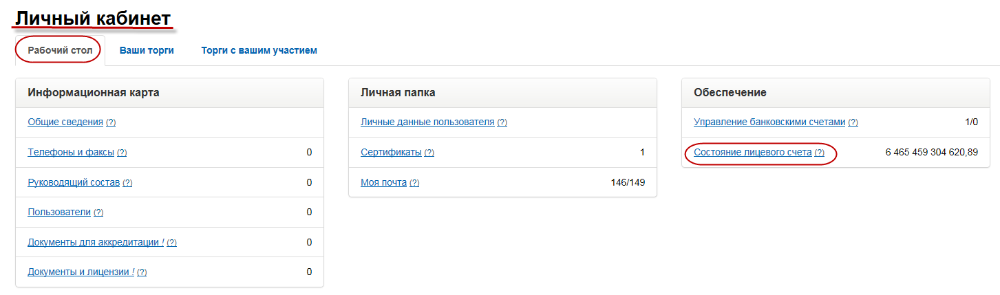 Личный кабинет
Рабочий стол Ваши торги Торги с вашим участием
Информационная карта
Общие сведения (?)
Телефоны и факсы (?) 0
Руководящий состав (?) 0
Пользователи (?) 0
Документы для аккредитации ! (?) 0
Документы и лицензии ! (?) 0
Личная папка
Личные данные пользователя (?)
Сертификаты (?) 1
Моя почта (?) 146/149
Обеспечение
Управление банковскими счетами (?) 1/0
Состояние лицевого счета (?) 6 465 459 304 620,89